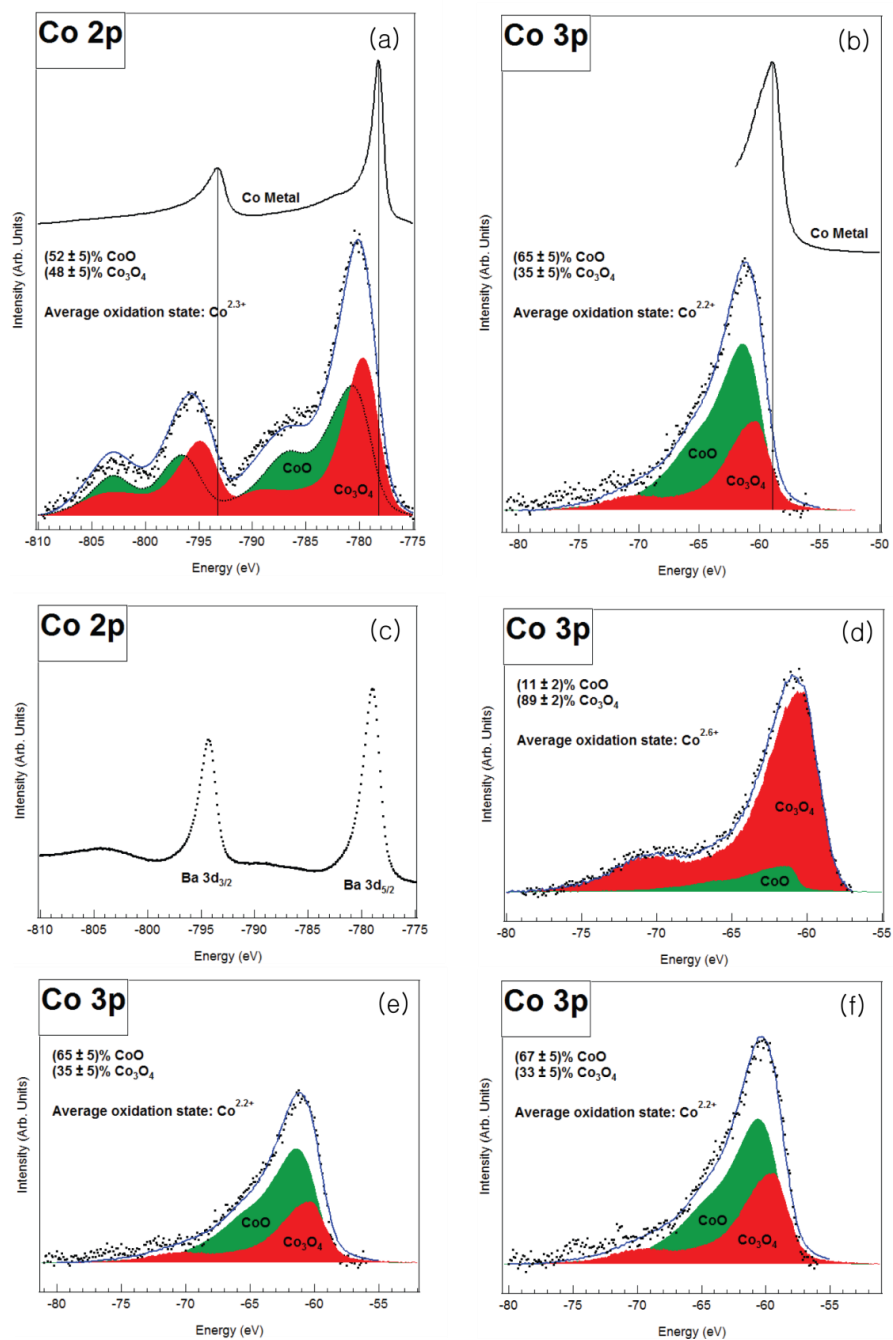 Co 2p
(a)
Co Metal
(52 ± 5)% CoO
(48 ± 5)% Co₃O₄
Average oxidation state: Co²·³⁺
CoO
Co₃O₄
Intensity (Arb. Units)
-810 -805 -800 -795 -790 -785 -780 -775
Energy (eV)
Co 3p
(b)
Co Metal
(65 ± 5)% CoO
(35 ± 5)% Co₃O₄
Average oxidation state: Co²·²⁺
CoO
Co₃O₄
Intensity (Arb. Units)
-80 -75 -70 -65 -60 -55 -50
Energy (eV)
Co 2p
(c)
Ba 3d₃/₂
Ba 3d₅/₂
Intensity (Arb. Units)
-810 -805 -800 -795 -790 -785 -780 -775
Energy (eV)
Co 3p
(d)
(11 ± 2)% CoO
(89 ± 2)% Co₃O₄
Average oxidation state: Co²·⁶⁺
Co₃O₄
CoO
Intensity (Arb. Units)
-80 -75 -70 -65 -60 -55
Energy (eV)
Co 3p
(e)
(65 ± 5)% CoO
(35 ± 5)% Co₃O₄
Average oxidation state: Co²·²⁺
CoO
Co₃O₄
Intensity (Arb. Units)
-80 -75 -70 -65 -60 -55
Energy (eV)
Co 3p
(f)
(67 ± 5)% CoO
(33 ± 5)% Co₃O₄
Average oxidation state: Co²·²⁺
CoO
Co₃O₄
Intensity (Arb. Units)
-80 -75 -70 -65 -60 -55
Energy (eV)